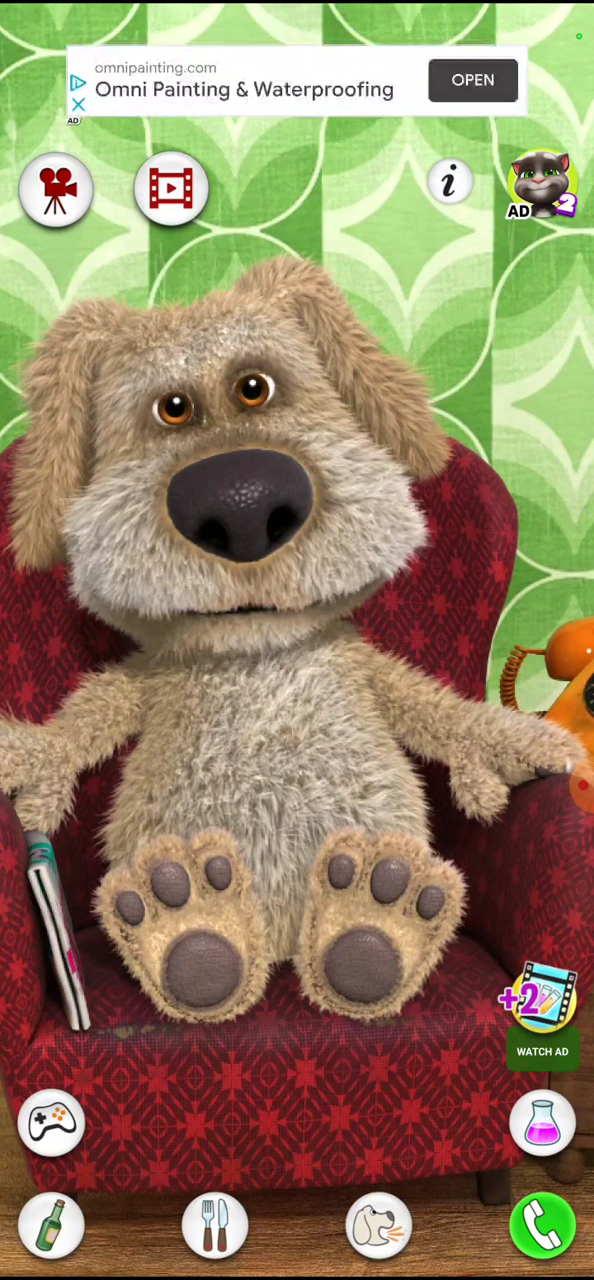 omnipainting.com
Omni Painting & Waterproofing
OPEN
AD
i
AD 2
+2
WATCH AD